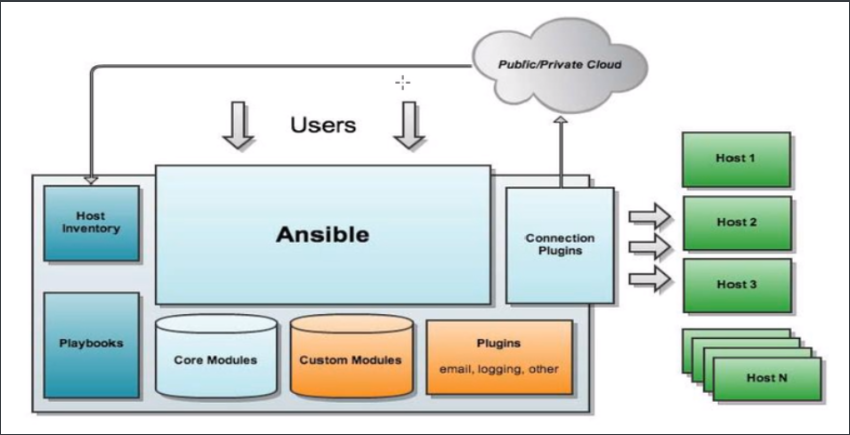 Public/Private Cloud
Users
Host
Inventory
Ansible
Connection
Plugins
Host 1
Host 2
Host 3
Playbooks
Core Modules
Custom Modules
Plugins
email, logging, other
Host N